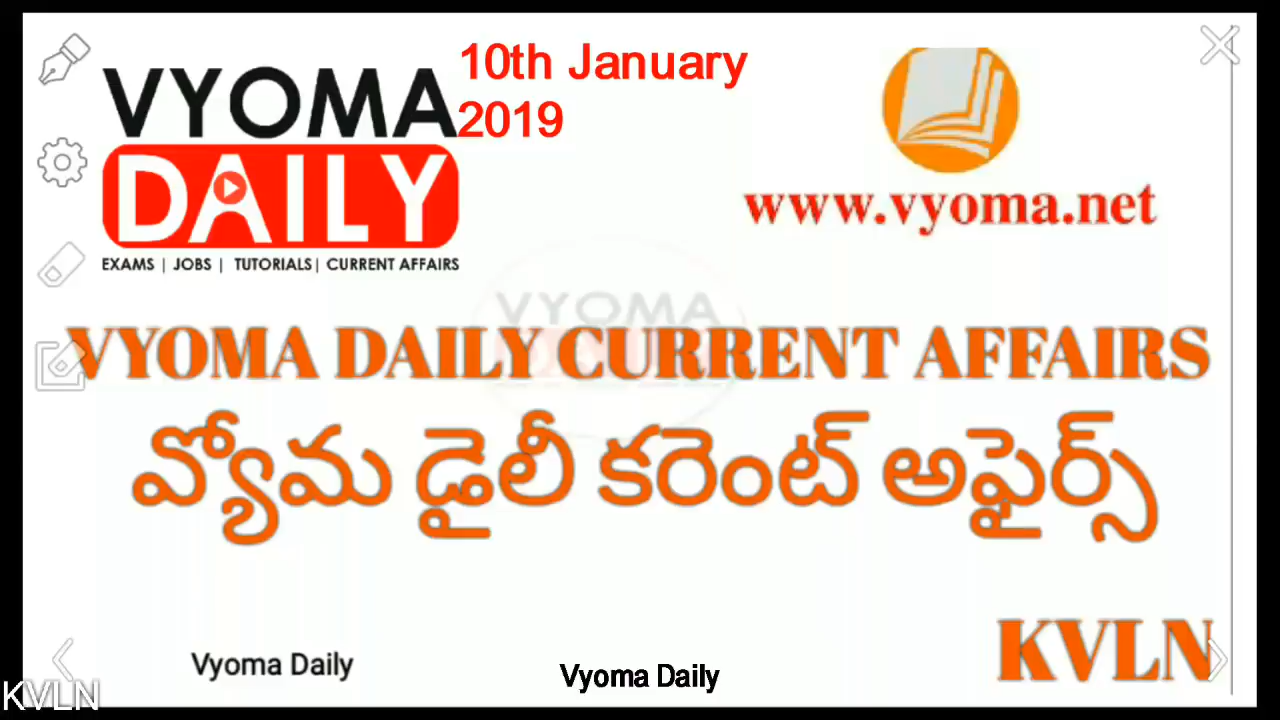 10th January
2019
VYOMA
DAILY
EXAMS | JOBS | TUTORIALS | CURRENT AFFAIRS
www.vyoma.net
VYOMA
VYOMA DAILY CURRENT AFFAIRS
వ్యోమ డైలీ కరెంట్ అఫైర్స్
KVLN
Vyoma Daily
Vyoma Daily
KVLN